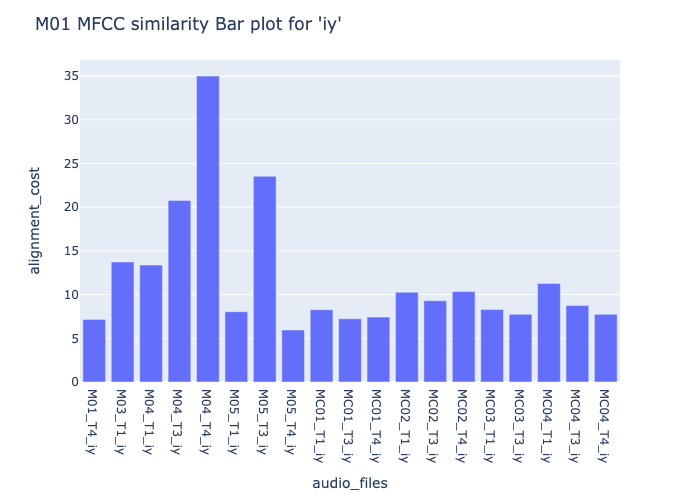 M01 MFCC similarity Bar plot for 'iy'
alignment_cost
35
30
25
20
15
10
5
0
M01_T4_iy
M03_T1_iy
M04_T1_iy
M04_T3_iy
M04_T4_iy
M05_T1_iy
M05_T3_iy
M05_T4_iy
MC01_T1_iy
MC01_T3_iy
MC01_T4_iy
MC02_T1_iy
MC02_T3_iy
MC02_T4_iy
MC03_T1_iy
MC03_T3_iy
MC04_T1_iy
MC04_T3_iy
MC04_T4_iy
audio_files